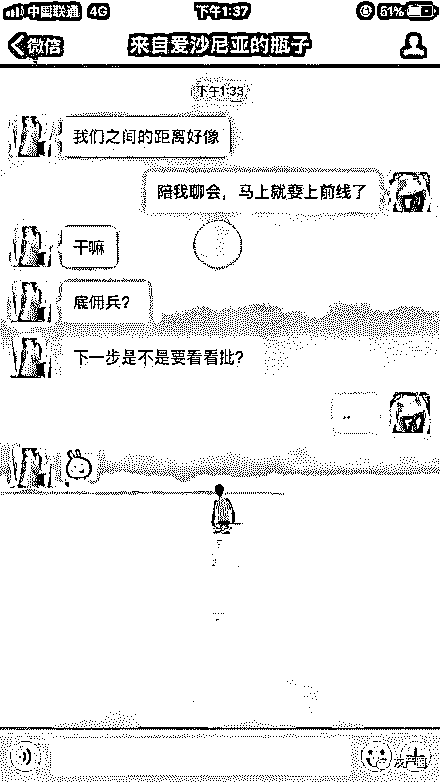 中国联通 4G 下午1:37 51%
微信 来自爱沙尼亚的瓶子
下午1:33
我们之间的距离好像
陪我聊会，马上就要上前线了
干嘛
雇佣兵？
下一步是不是要看看批？
..